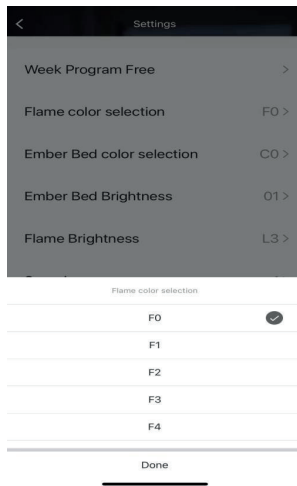 Settings
Week Program Free >
Flame color selection F0 >
Ember Bed color selection C0 >
Ember Bed Brightness 01 >
Flame Brightness L3 >
Flame color selection
F0
F1
F2
F3
F4
Done